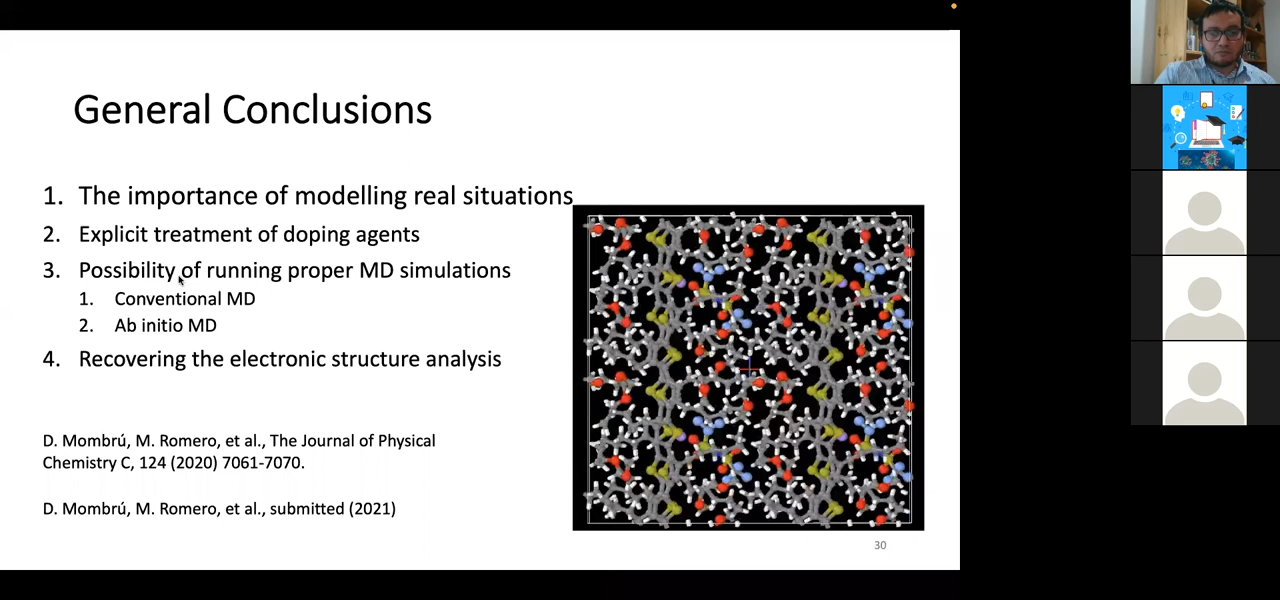 General Conclusions
1. The importance of modelling real situations
2. Explicit treatment of doping agents
3. Possibility of running proper MD simulations
1. Conventional MD
2. Ab initio MD
4. Recovering the electronic structure analysis
D. Mombrú, M. Romero, et al., The Journal of Physical
Chemistry C, 124 (2020) 7061-7070.
D. Mombrú, M. Romero, et al., submitted (2021)
30